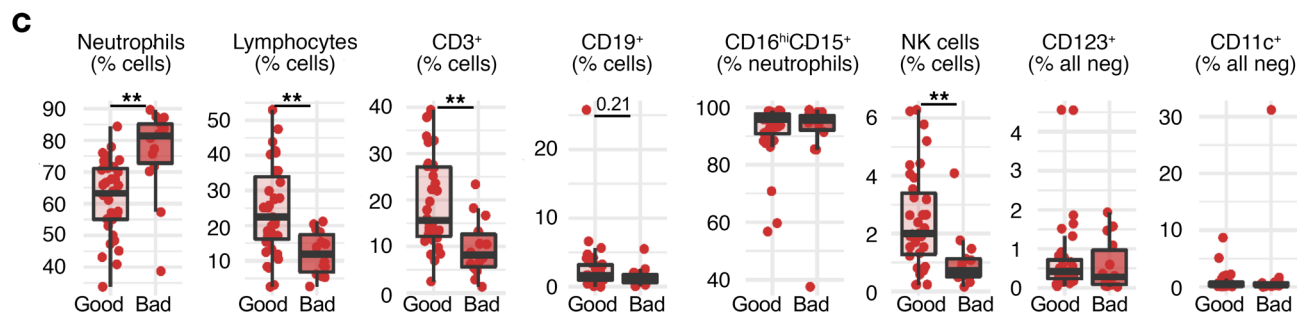 c
Neutrophils
(% cells)
**
90
80
70
60
50
40
Good Bad
Lymphocytes
(% cells)
**
50
40
30
20
10
Good Bad
CD3⁺
(% cells)
**
40
30
20
10
0
Good Bad
CD19⁺
(% cells)
0.21
20
10
0
Good Bad
CD16ʰⁱCD15⁺
(% neutrophils)
100
80
60
40
Good Bad
NK cells
(% cells)
**
6
4
2
0
Good Bad
CD123⁺
(% all neg)
4
3
2
1
0
Good Bad
CD11c⁺
(% all neg)
30
20
10
0
Good Bad